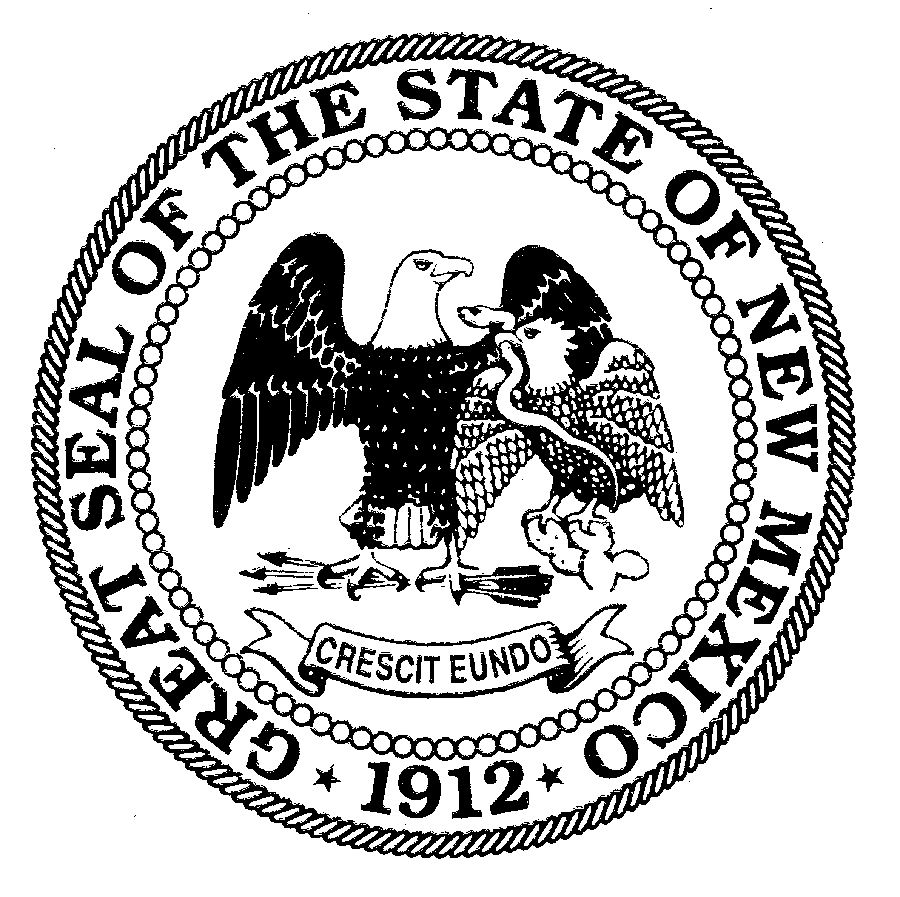 GREAT SEAL OF THE STATE OF NEW MEXICO
CRESCIT EUNDO
1912